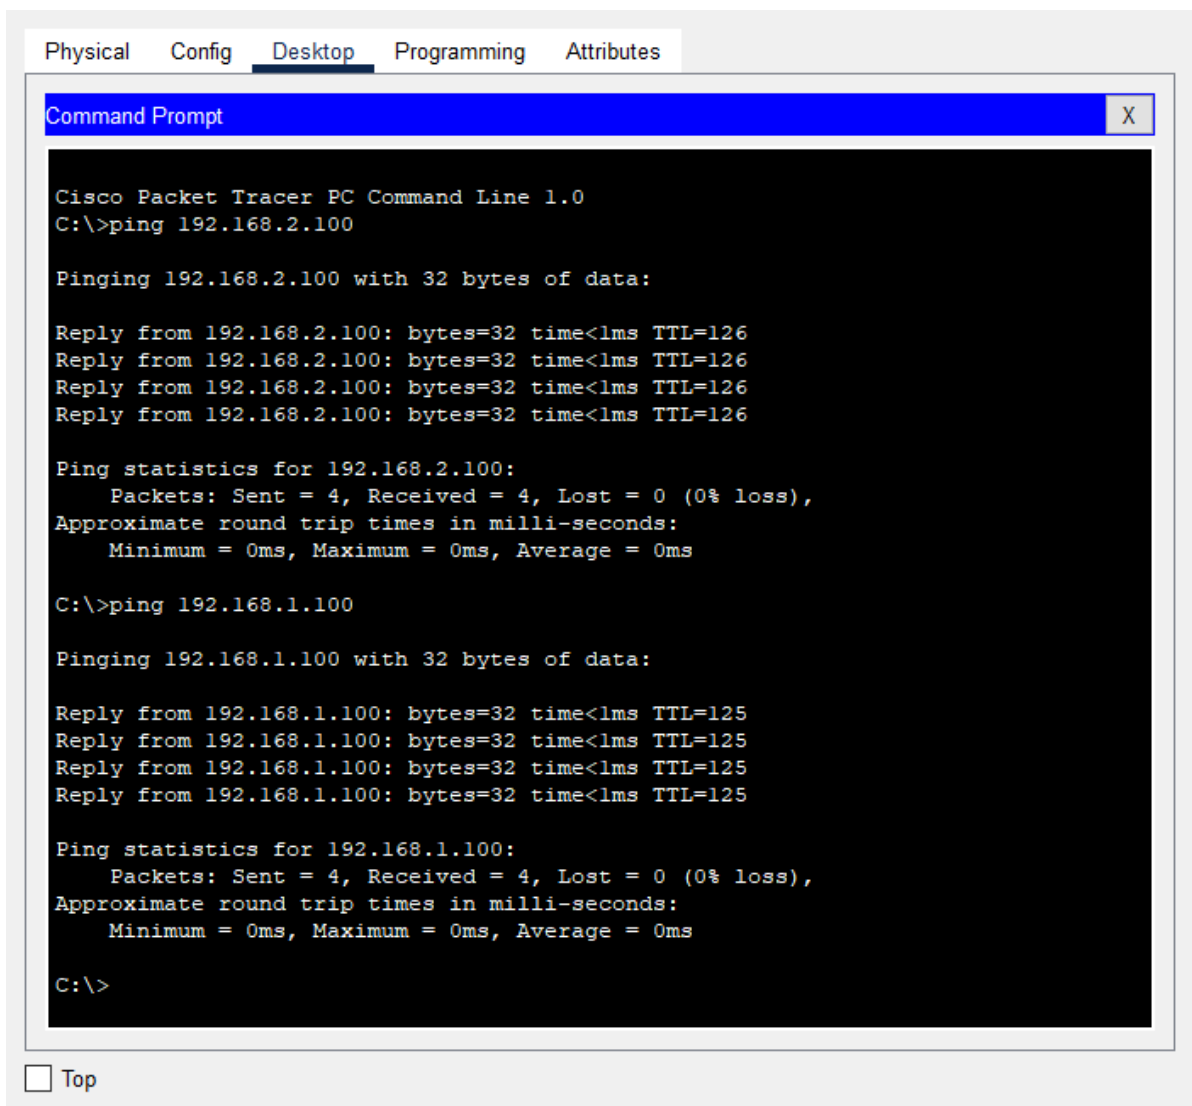 Physical Config Desktop Programming Attributes
Command Prompt X
Cisco Packet Tracer PC Command Line 1.0
C:\>ping 192.168.2.100
Pinging 192.168.2.100 with 32 bytes of data:
Reply from 192.168.2.100: bytes=32 time<1ms TTL=126
Reply from 192.168.2.100: bytes=32 time<1ms TTL=126
Reply from 192.168.2.100: bytes=32 time<1ms TTL=126
Reply from 192.168.2.100: bytes=32 time<1ms TTL=126
Ping statistics for 192.168.2.100:
    Packets: Sent = 4, Received = 4, Lost = 0 (0% loss),
Approximate round trip times in milli-seconds:
    Minimum = 0ms, Maximum = 0ms, Average = 0ms
C:\>ping 192.168.1.100
Pinging 192.168.1.100 with 32 bytes of data:
Reply from 192.168.1.100: bytes=32 time<1ms TTL=125
Reply from 192.168.1.100: bytes=32 time<1ms TTL=125
Reply from 192.168.1.100: bytes=32 time<1ms TTL=125
Reply from 192.168.1.100: bytes=32 time<1ms TTL=125
Ping statistics for 192.168.1.100:
    Packets: Sent = 4, Received = 4, Lost = 0 (0% loss),
Approximate round trip times in milli-seconds:
    Minimum = 0ms, Maximum = 0ms, Average = 0ms
C:\>
Top